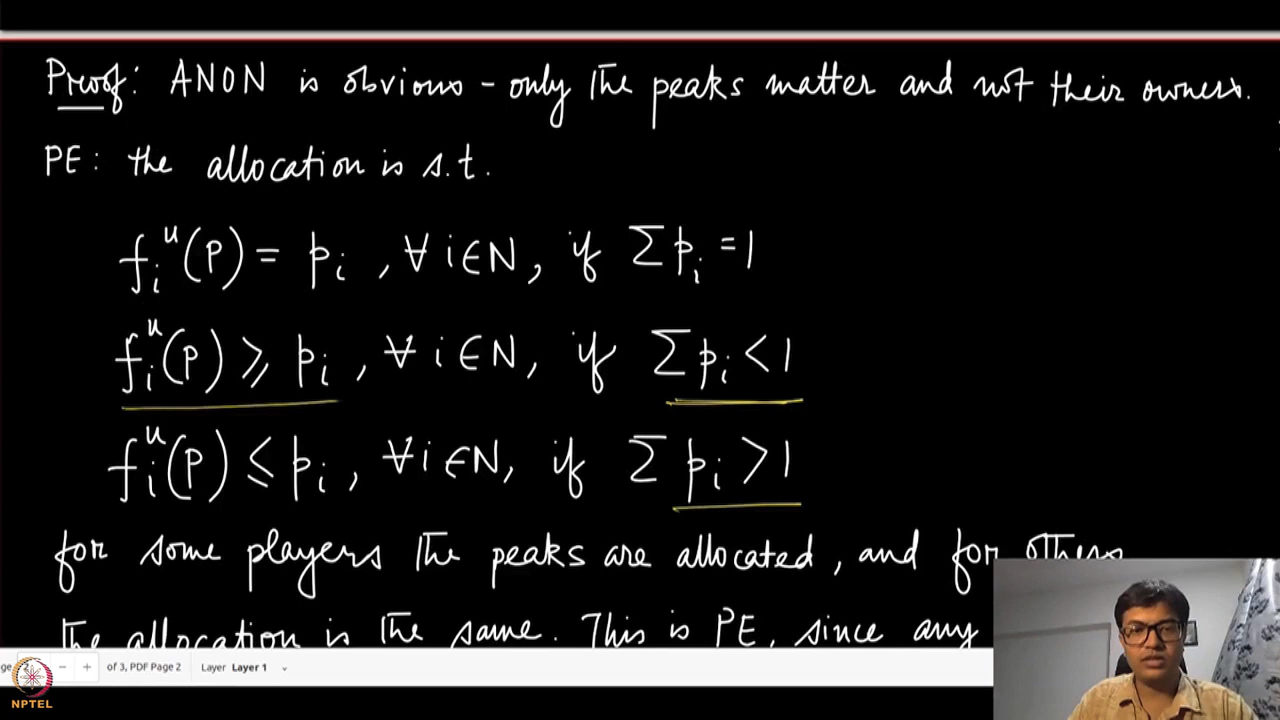 Proof: ANON is obvious - only the peaks matter and not their owners.
PE: the allocation is s.t.
f_i^u(P) = p_i, ∀ i∈N, if Σp_i = 1
f_i^u(P) ⩾ p_i, ∀ i∈N, if Σp_i < 1
f_i^u(P) ≤ p_i, ∀i∈N, if Σ p_i > 1
for some players the peaks are allocated, and for others
the allocation is the same. This is PE, since any
of 3, PDF Page 2 Layer Layer 1
NPTEL